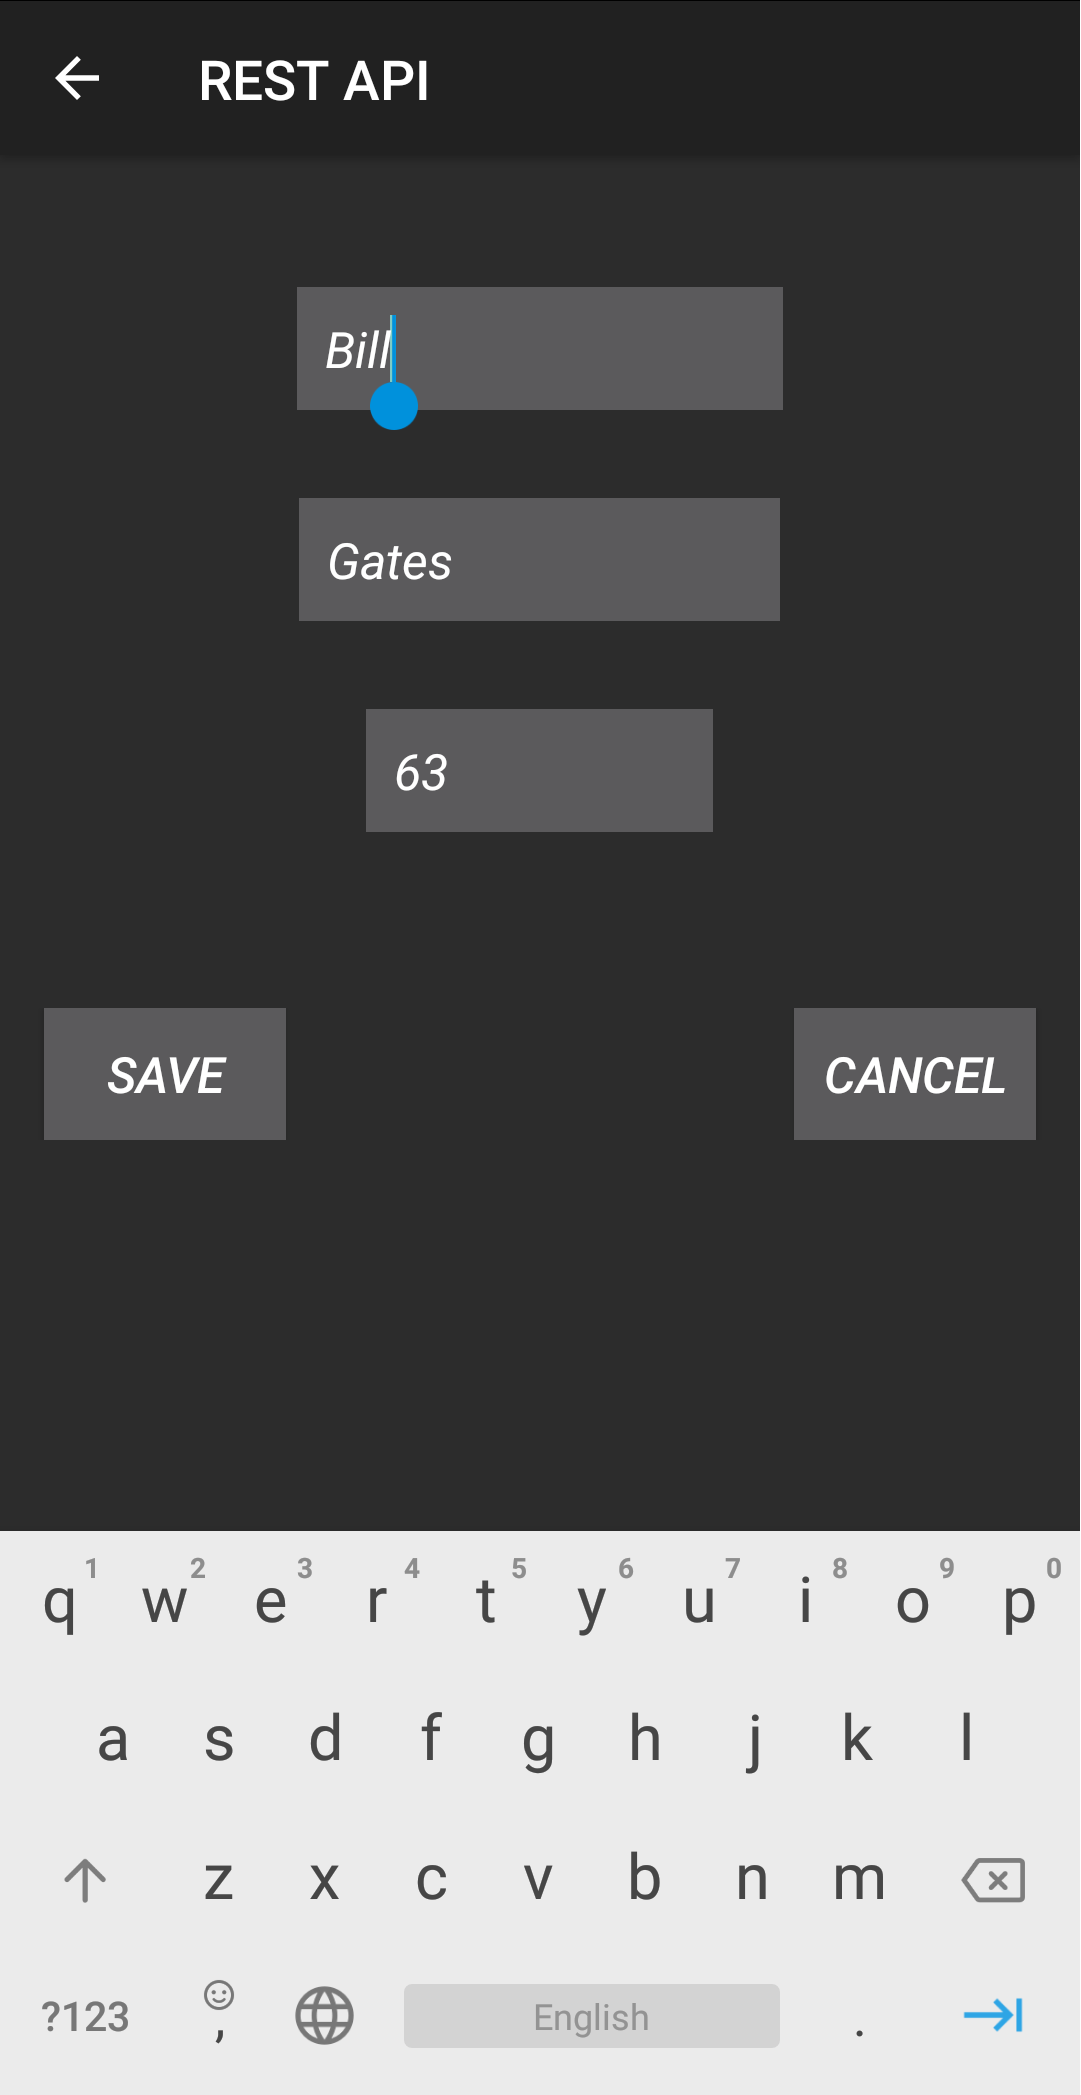 REST API
Bill
Gates
63
SAVE CANCEL
1 2 3 4 5 6 7 8 9 0
q w e r t y u i o p
a s d f g h j k l
z x c v b n m
?123 , English .